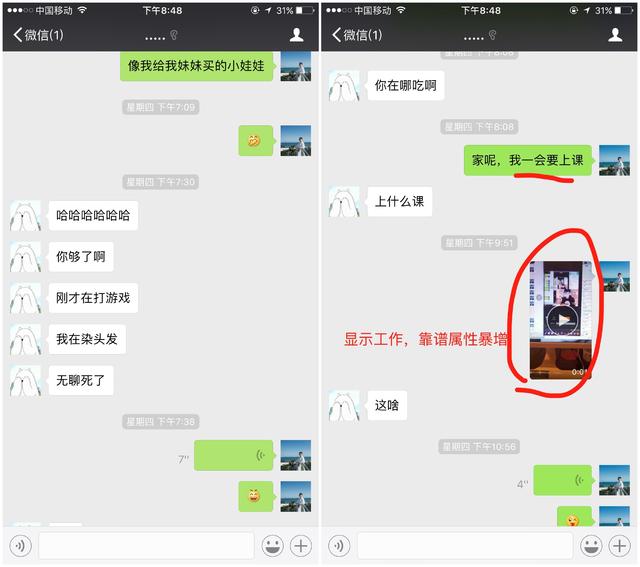 中国移动
下午8:48
31%
微信(1)
.....
像我给我妹妹买的小娃娃
星期四 下午7:09
星期四 下午7:30
哈哈哈哈哈哈
你够了啊
刚才在打游戏
我在染头发
无聊死了
星期四 下午7:38
7"
中国移动
下午8:48
31%
微信(1)
.....
星期四 下午8:06
你在哪吃啊
星期四 下午8:08
家呢，我一会要上课
上什么课
星期四 下午9:51
显示工作，靠谱属性暴增
这啥
星期四 下午10:56
4"